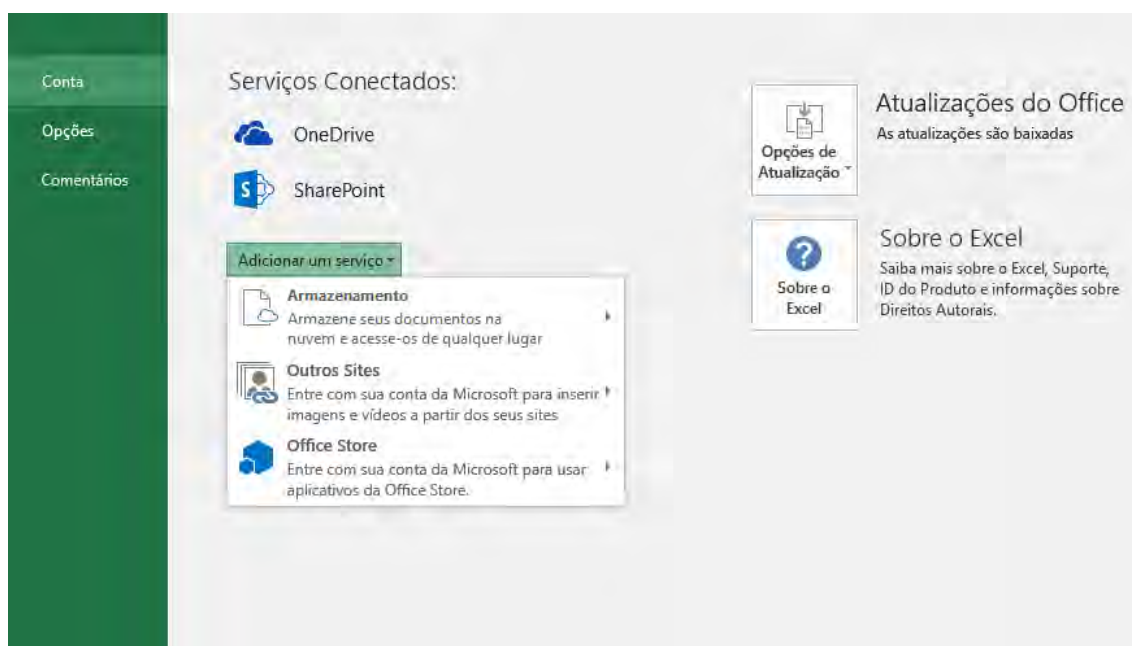 Conta
Opções
Comentários
Serviços Conectados:
OneDrive
S
SharePoint
Adicionar um serviço
Armazenamento
Armazene seus documentos na
nuvem e acesse-os de qualquer lugar
Outros Sites
Entre com sua conta da Microsoft para inserir
imagens e vídeos a partir dos seus sites
Office Store
Entre com sua conta da Microsoft para usar
aplicativos da Office Store.
Opções de
Atualização
Atualizações do Office
As atualizações são baixadas
?
Sobre o
Excel
Sobre o Excel
Saiba mais sobre o Excel, Suporte,
ID do Produto e informações sobre
Direitos Autorais.